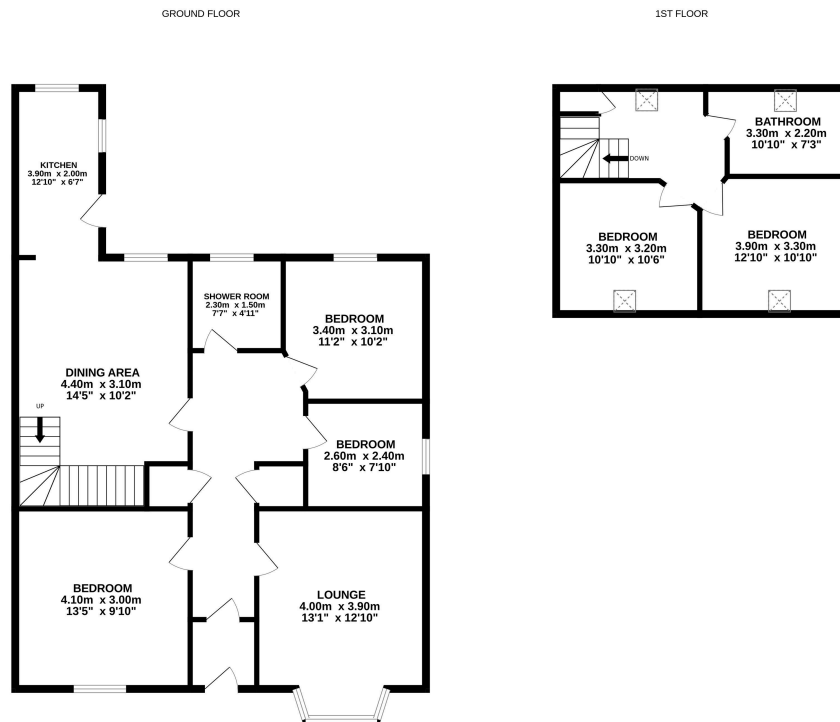 GROUND FLOOR
1ST FLOOR
KITCHEN
3.90m x 2.00m
12'10" x 6'7"
SHOWER ROOM
2.30m x 1.50m
7'7" x 4'11"
BEDROOM
3.40m x 3.10m
11'2" x 10'2"
DINING AREA
4.40m x 3.10m
14'5" x 10'2"
UP
BEDROOM
2.60m x 2.40m
8'6" x 7'10"
BEDROOM
4.10m x 3.00m
13'5" x 9'10"
LOUNGE
4.00m x 3.90m
13'1" x 12'10"
BATHROOM
3.30m x 2.20m
10'10" x 7'3"
DOWN
BEDROOM
3.30m x 3.20m
10'10" x 10'6"
BEDROOM
3.90m x 3.30m
12'10" x 10'10"